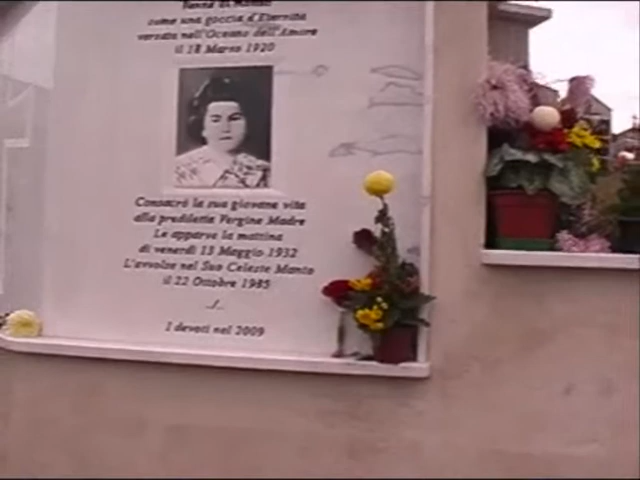 come una goccia d'Eternità
versata nell'Oceano dell'Amore
il 18 Marzo 1920
Consacrò la sua giovane vita
alla prediletta Vergine Madre
Le apparve la mattina
di venerdì 13 Maggio 1932
L'avvolse nel Suo Celeste Manto
il 22 Ottobre 1985
./.
I devoti nel 2009